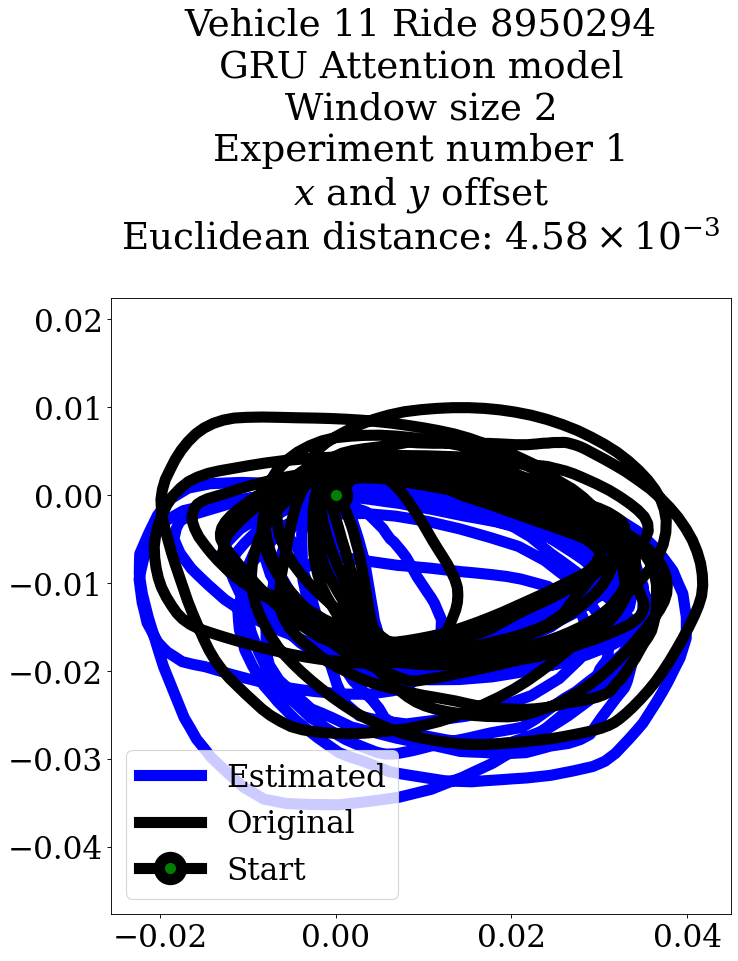 Vehicle 11 Ride 8950294
GRU Attention model
Window size 2
Experiment number 1
x and y offset
Euclidean distance: 4.58 × 10⁻³
0.02
0.01
0.00
−0.01
−0.02
−0.03
−0.04
Estimated
Original
Start
−0.02 0.00 0.02 0.04